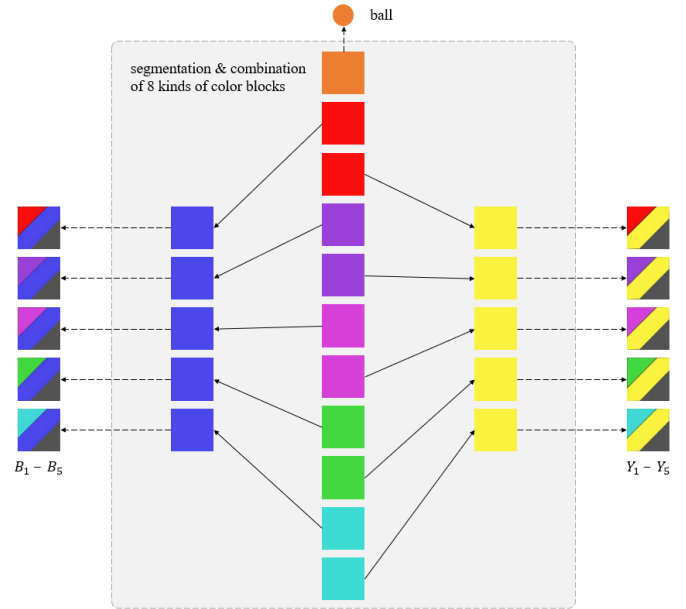 ball
segmentation & combination
of 8 kinds of color blocks
B₁ − B₅
Y₁ − Y₅